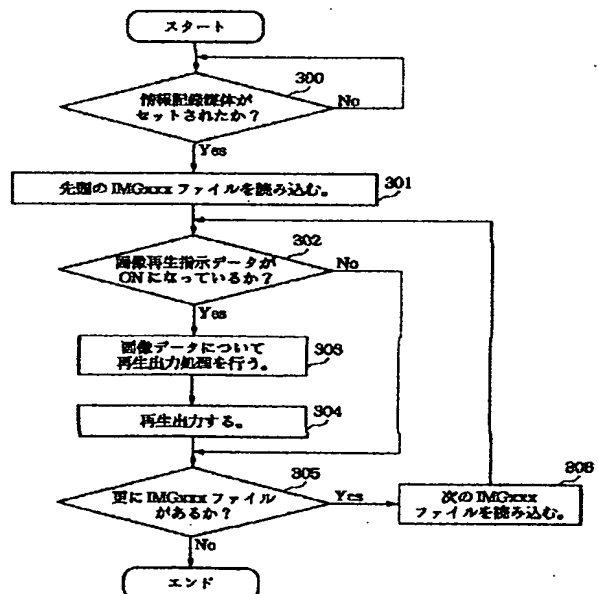 スタート
300
情報記録媒体が
セットされたか？
No
Yes
先頭のIMGxxxファイルを読み込む。
301
302
画像再生指示データが
ONになっているか？
No
Yes
画像データについて
再生出力処理を行う。
303
再生出力する。
304
305
更にIMGxxxファイル
があるか？
Yes
306
次のIMGxxx
ファイルを読み込む。
No
エンド